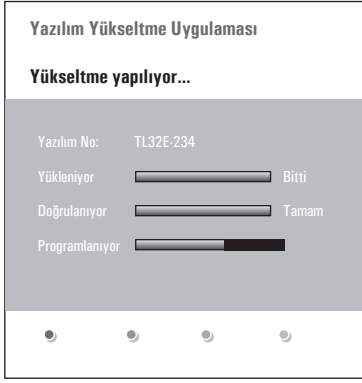 Yazılım Yükseltme Uygulaması
Yükseltme yapılıyor...
Yazılım No: TL32E-234
Yükleniyor Bitti
Doğrulanıyor Tamam
Programlanıyor